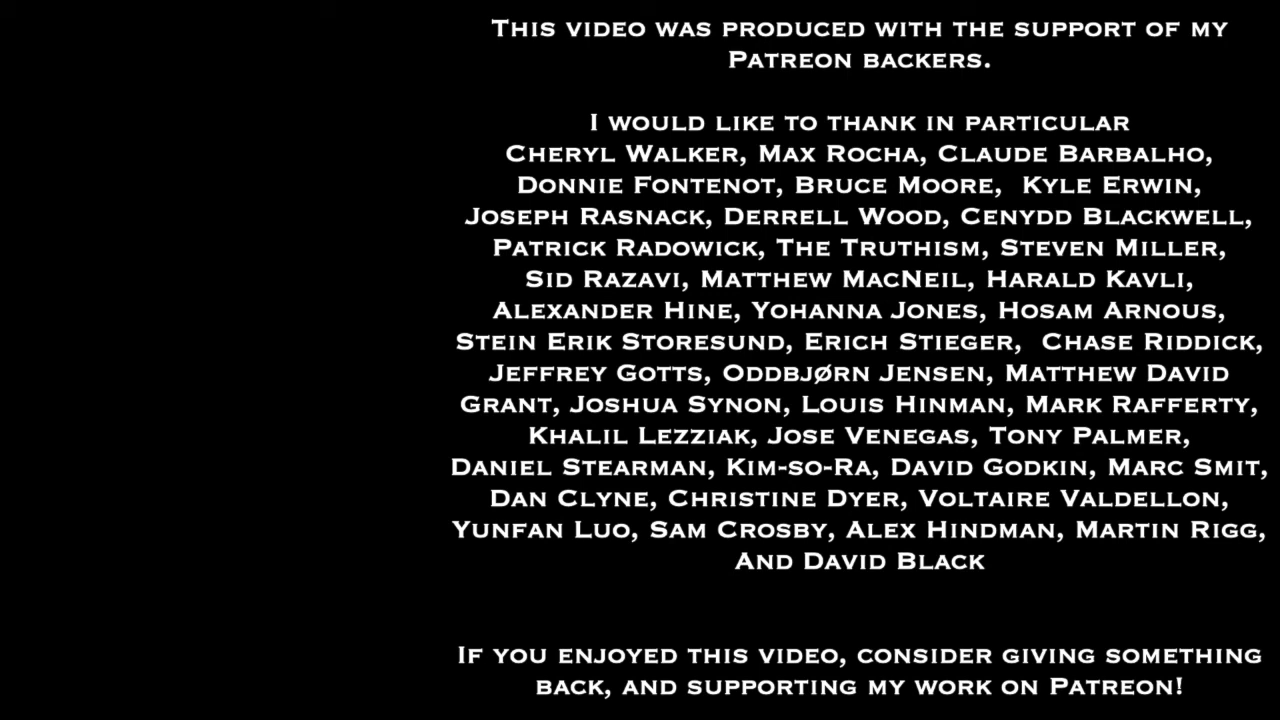 This video was produced with the support of my
Patreon backers.
I would like to thank in particular
Cheryl Walker, Max Rocha, Claude Barbalho,
Donnie Fontenot, Bruce Moore,  Kyle Erwin,
Joseph Rasnack, Derrell Wood, Cenydd Blackwell,
Patrick Radowick, The Truthism, Steven Miller,
Sid Razavi, Matthew MacNeil, Harald Kavli,
Alexander Hine, Yohanna Jones, Hosam Arnous,
Stein Erik Storesund, Erich Stieger,  Chase Riddick,
Jeffrey Gotts, Oddbjørn Jensen, Matthew David
Grant, Joshua Synon, Louis Hinman, Mark Rafferty,
Khalil Lezziak, Jose Venegas, Tony Palmer,
Daniel Stearman, Kim-so-Ra, David Godkin, Marc Smit,
Dan Clyne, Christine Dyer, Voltaire Valdellon,
Yunfan Luo, Sam Crosby, Alex Hindman, Martin Rigg,
And David Black
If you enjoyed this video, consider giving something
back, and supporting my work on Patreon!